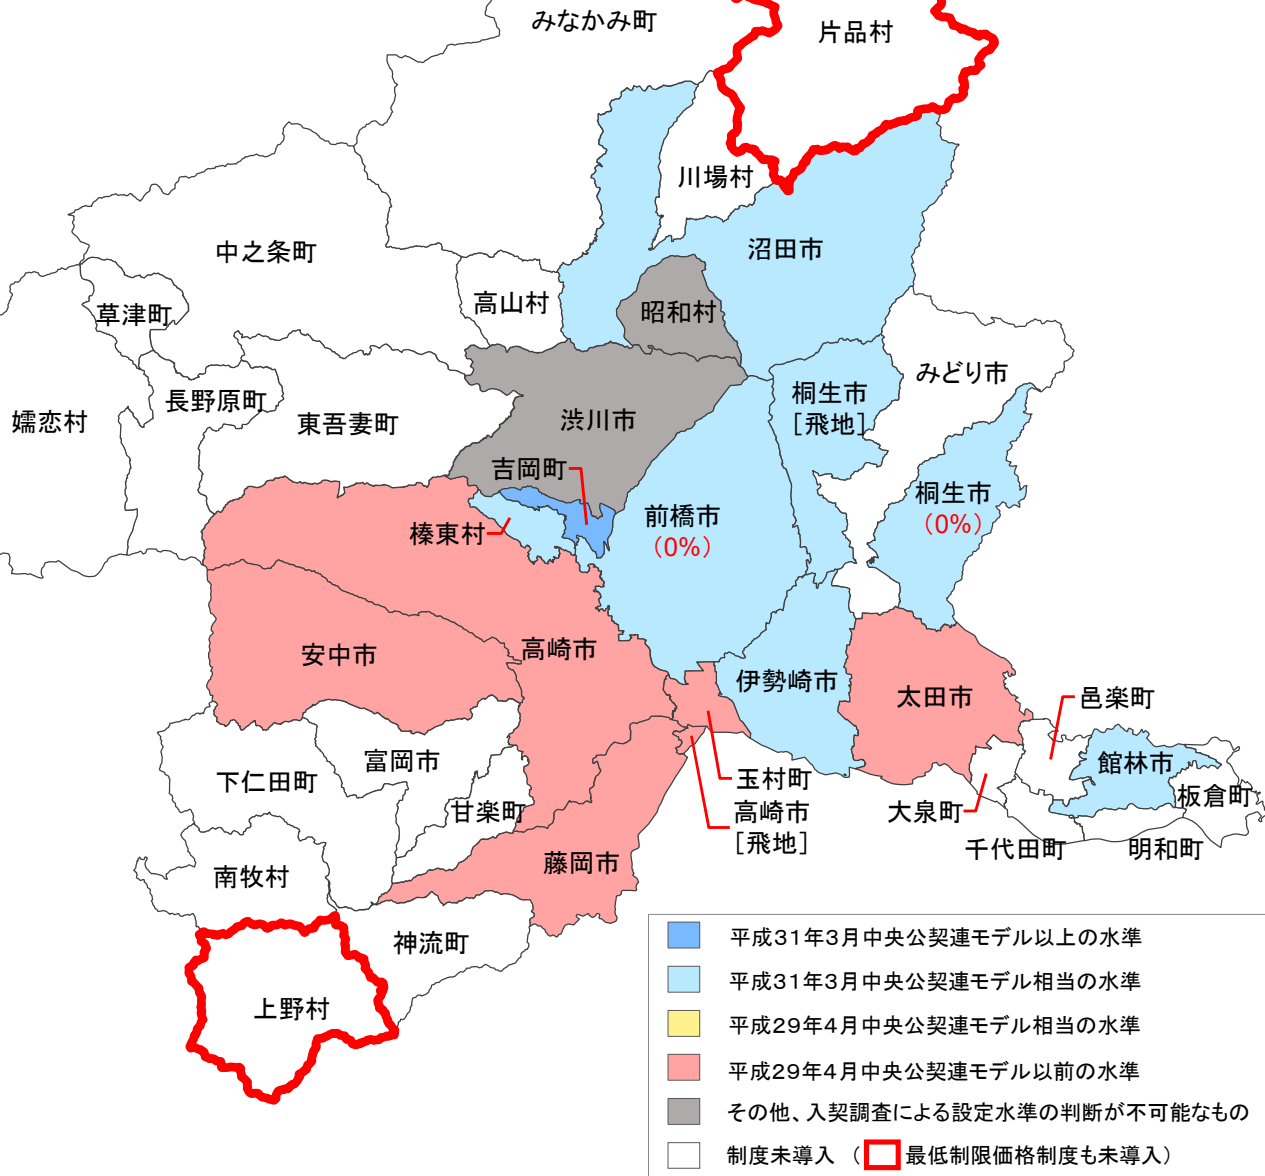 みなかみ町
片品村
川場村
沼田市
中之条町
草津町
高山村
昭和村
嬬恋村
長野原町
東吾妻町
渋川市
吉岡町
榛東村
前橋市
(0%)
桐生市
[飛地]
みどり市
桐生市
(0%)
安中市
高崎市
伊勢崎市
太田市
邑楽町
館林市
板倉町
下仁田町
富岡市
甘楽町
玉村町
高崎市
[飛地]
大泉町
千代田町
明和町
南牧村
藤岡市
神流町
上野村
平成31年3月中央公契連モデル以上の水準
平成31年3月中央公契連モデル相当の水準
平成29年4月中央公契連モデル相当の水準
平成29年4月中央公契連モデル以前の水準
その他、入契調査による設定水準の判断が不可能なもの
制度未導入 ( 最低制限価格制度も未導入)